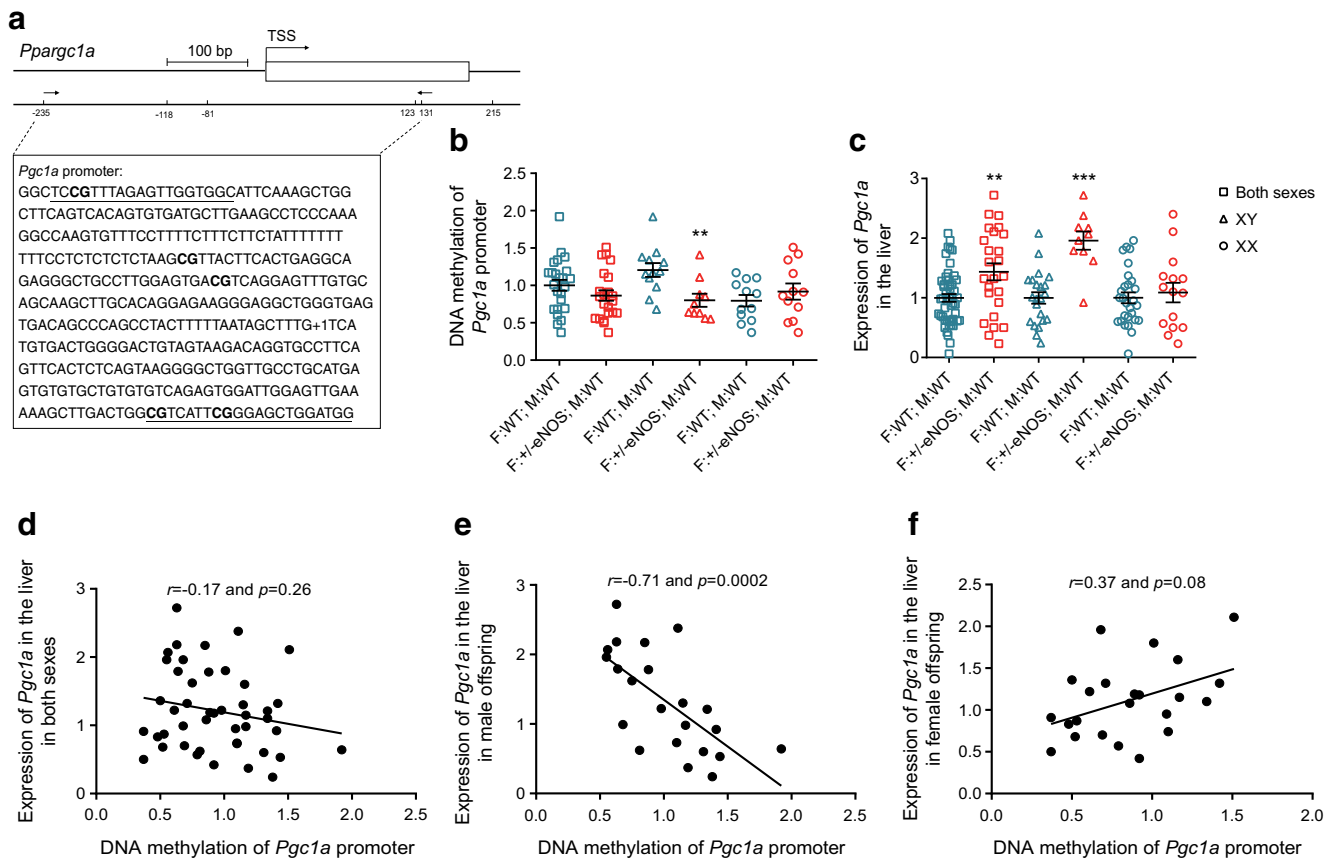 a
Ppargc1a
100 bp
TSS
-235
-118
-81
123
131
215
Pgc1a promoter:
GGCTCCGTTTAGAGTTGGTGGCATTCAAAGCTGG
CTTCAGTCACAGTGTGATGCTTGAAGCCTCCCAAA
GGCCAAGTGTTTCCTTTTCTTTCTTCTATTTTTTT
TTTCCTCTCTCTCTAAGCGTTACTTCACTGAGGCA
GAGGGCTGCCTTGGAGTGACGTCAGGAGTTTGTGC
AGCAAGCTTGCACAGGAGAAGGGAGGCTGGGTGAG
TGACAGCCCAGCCTACTTTTTAATAGCTTTG+1TCA
TGTGACTGGGGACTGTAGTAAGACAGGTGCCTTCA
GTTCACTCTCAGTAAGGGGCTGGTTGCCTGCATGA
GTGTGTGCTGTGTGTCAGAGTGGATTGGAGTTGAA
AAAGCTTGACTGGCGTCATTCGGGAGCTGGATGG
b
DNA methylation of
Pgc1a promoter
2.5
2.0
1.5
1.0
0.5
0.0
**
F:WT; M:WT
F:+/-eNOS; M:WT
F:WT; M:WT
F:+/-eNOS; M:WT
F:WT; M:WT
F:+/-eNOS; M:WT
c
Expression of Pgc1a
in the liver
3
2
1
0
**
***
F:WT; M:WT
F:+/-eNOS; M:WT
F:WT; M:WT
F:+/-eNOS; M:WT
F:WT; M:WT
F:+/-eNOS; M:WT
Both sexes
XY
XX
d
Expression of Pgc1a in the liver
in both sexes
r=-0.17 and p=0.26
3
2
1
0
0.0 0.5 1.0 1.5 2.0 2.5
DNA methylation of Pgc1a promoter
e
Expression of Pgc1a in the liver
in male offspring
r=-0.71 and p=0.0002
3
2
1
0
0.0 0.5 1.0 1.5 2.0 2.5
DNA methylation of Pgc1a promoter
f
Expression of Pgc1a in the liver
in female offspring
r=0.37 and p=0.08
2.5
2.0
1.5
1.0
0.5
0.0
0.0 0.5 1.0 1.5 2.0
DNA methylation of Pgc1a promoter